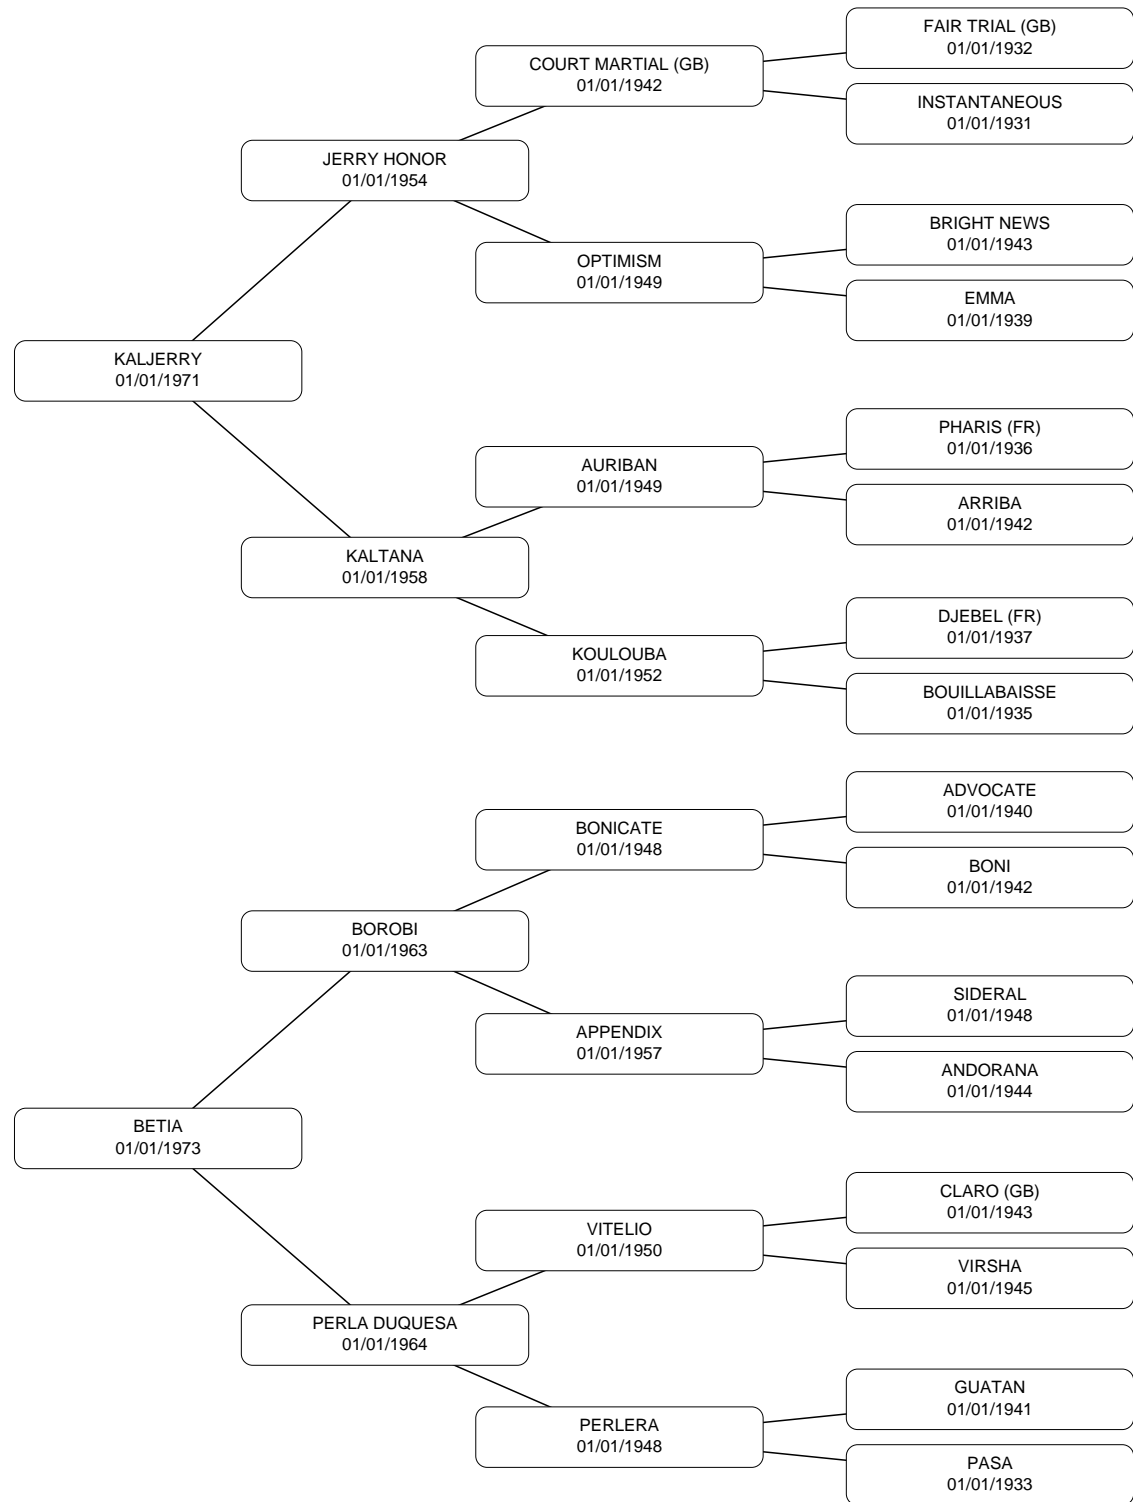 FAIR TRIAL (GB)
01/01/1932
COURT MARTIAL (GB)
01/01/1942
INSTANTANEOUS
01/01/1931
JERRY HONOR
01/01/1954
BRIGHT NEWS
01/01/1943
OPTIMISM
01/01/1949
EMMA
01/01/1939
KALJERRY
01/01/1971
PHARIS (FR)
01/01/1936
AURIBAN
01/01/1949
ARRIBA
01/01/1942
KALTANA
01/01/1958
DJEBEL (FR)
01/01/1937
KOULOUBA
01/01/1952
BOUILLABAISSE
01/01/1935
ADVOCATE
01/01/1940
BONICATE
01/01/1948
BONI
01/01/1942
BOROBI
01/01/1963
SIDERAL
01/01/1948
APPENDIX
01/01/1957
ANDORANA
01/01/1944
BETIA
01/01/1973
CLARO (GB)
01/01/1943
VITELIO
01/01/1950
VIRSHA
01/01/1945
PERLA DUQUESA
01/01/1964
GUATAN
01/01/1941
PERLERA
01/01/1948
PASA
01/01/1933